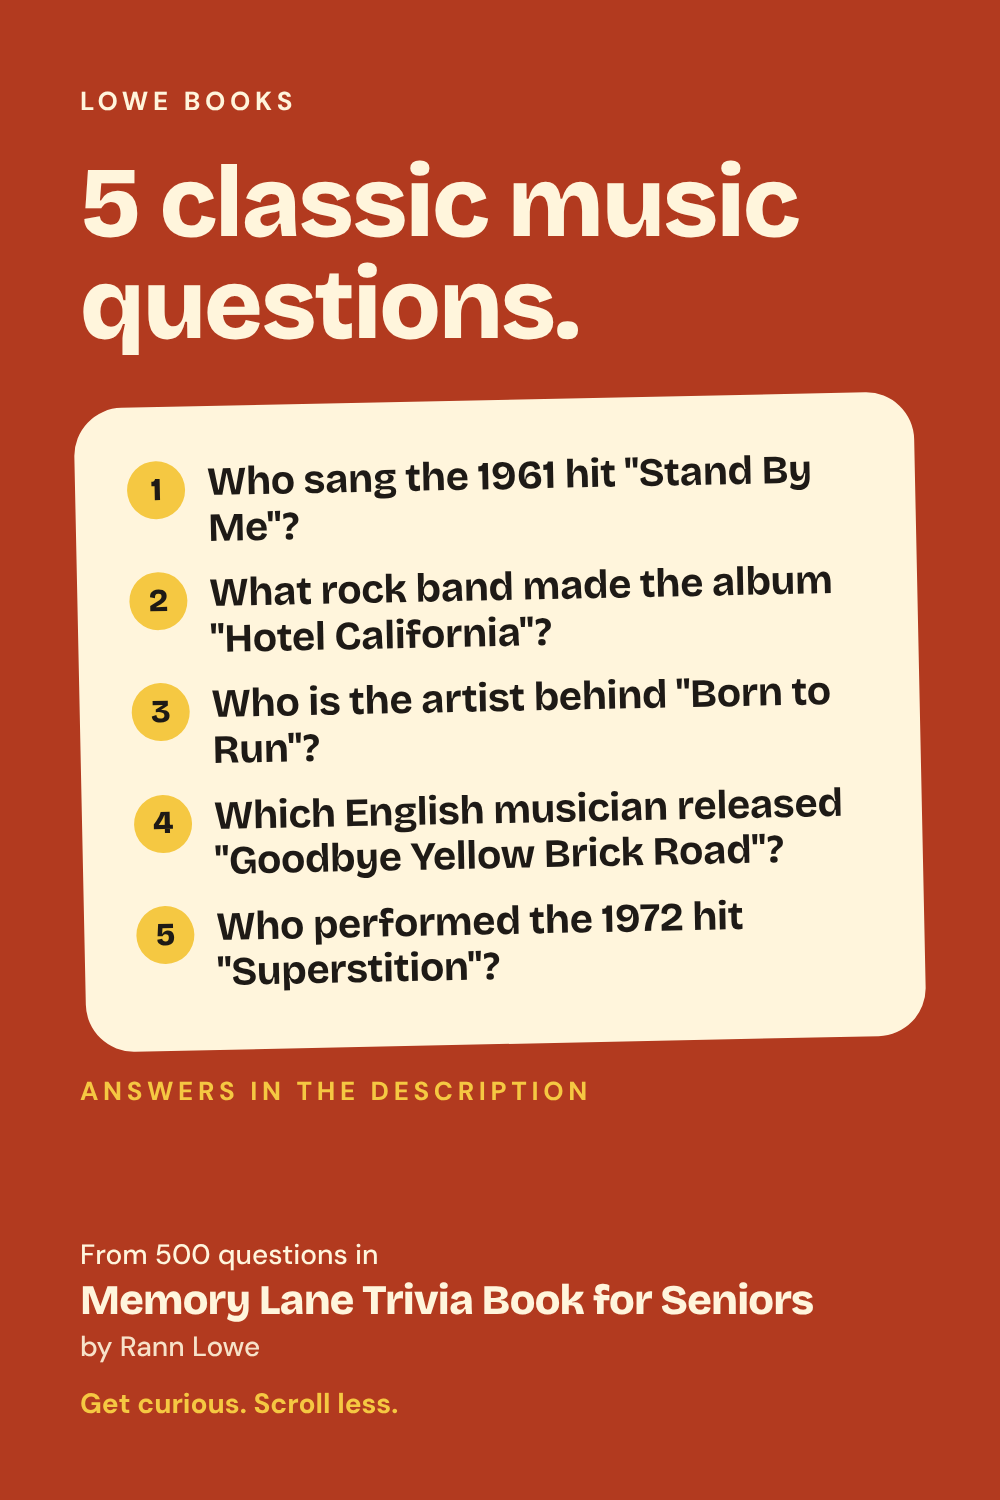 LOWE BOOKS
5 classic music
questions.
1 Who sang the 1961 hit "Stand By
Me"?
2 What rock band made the album
"Hotel California"?
3 Who is the artist behind "Born to
Run"?
4 Which English musician released
"Goodbye Yellow Brick Road"?
5 Who performed the 1972 hit
"Superstition"?
ANSWERS IN THE DESCRIPTION
From 500 questions in
Memory Lane Trivia Book for Seniors
by Rann Lowe
Get curious. Scroll less.